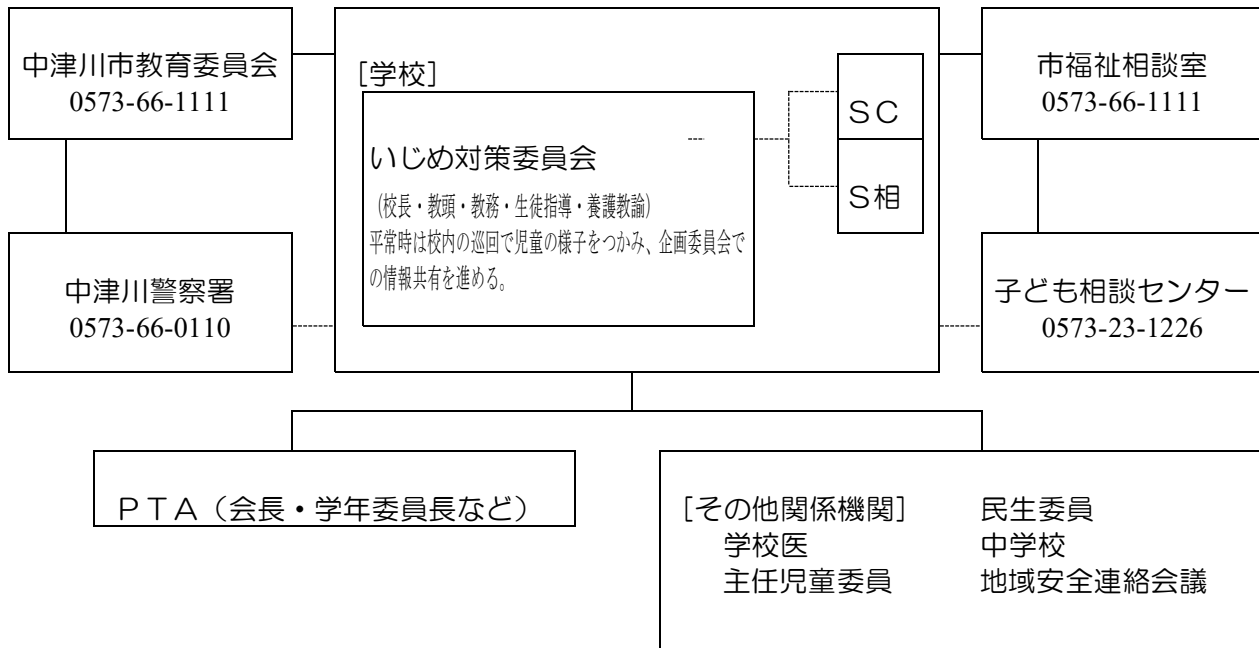 中津川市教育委員会
0573-66-1111
[学校]
いじめ対策委員会
（校長・教頭・教務・生徒指導・養護教諭）
平常時は校内の巡回で児童の様子をつかみ、企画委員会で
の情報共有を進める。
ＳＣ
Ｓ相
市福祉相談室
0573-66-1111
中津川警察署
0573-66-0110
子ども相談センター
0573-23-1226
ＰＴＡ（会長・学年委員長など）
[その他関係機関]　民生委員
学校医　中学校
主任児童委員　地域安全連絡会議